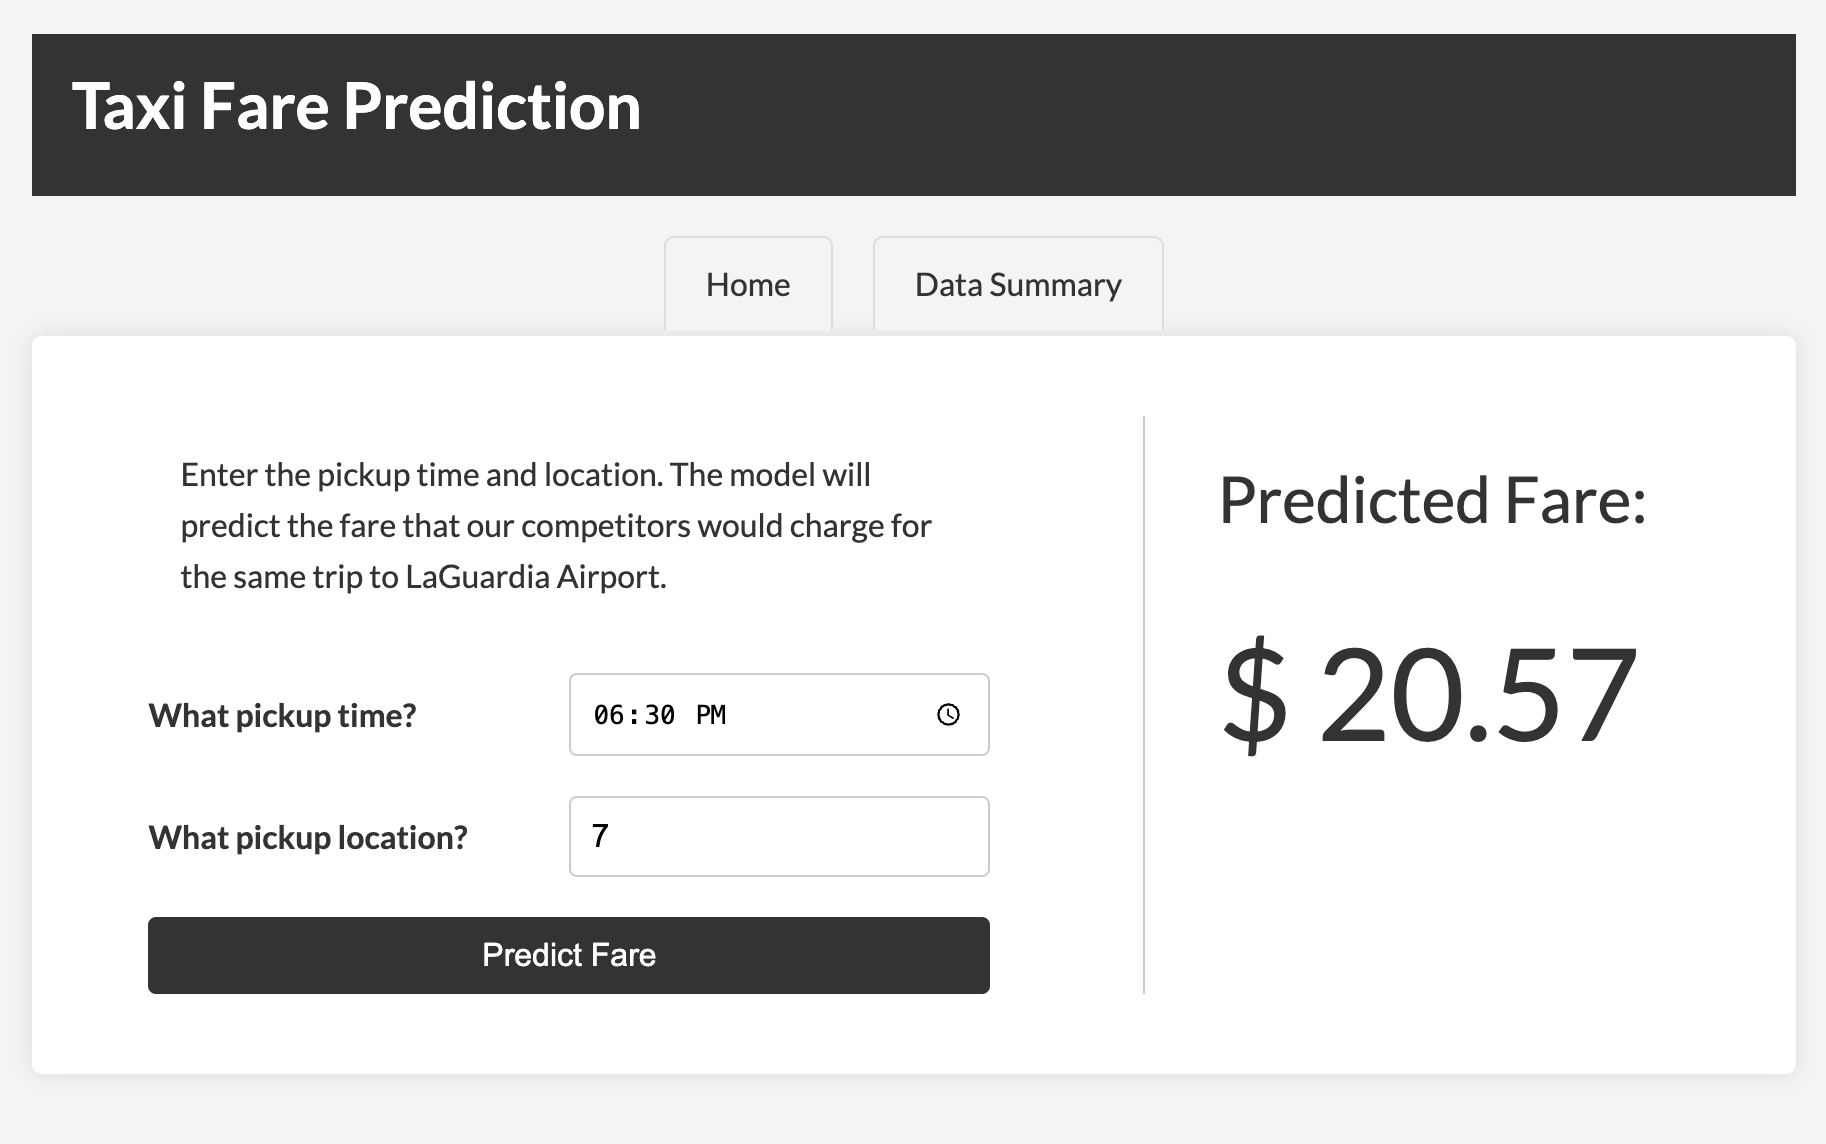 Taxi Fare Prediction
Home
Data Summary
Enter the pickup time and location. The model will
predict the fare that our competitors would charge for
the same trip to LaGuardia Airport.
What pickup time?
06:30 PM
What pickup location?
7
Predict Fare
Predicted Fare:
$ 20.57